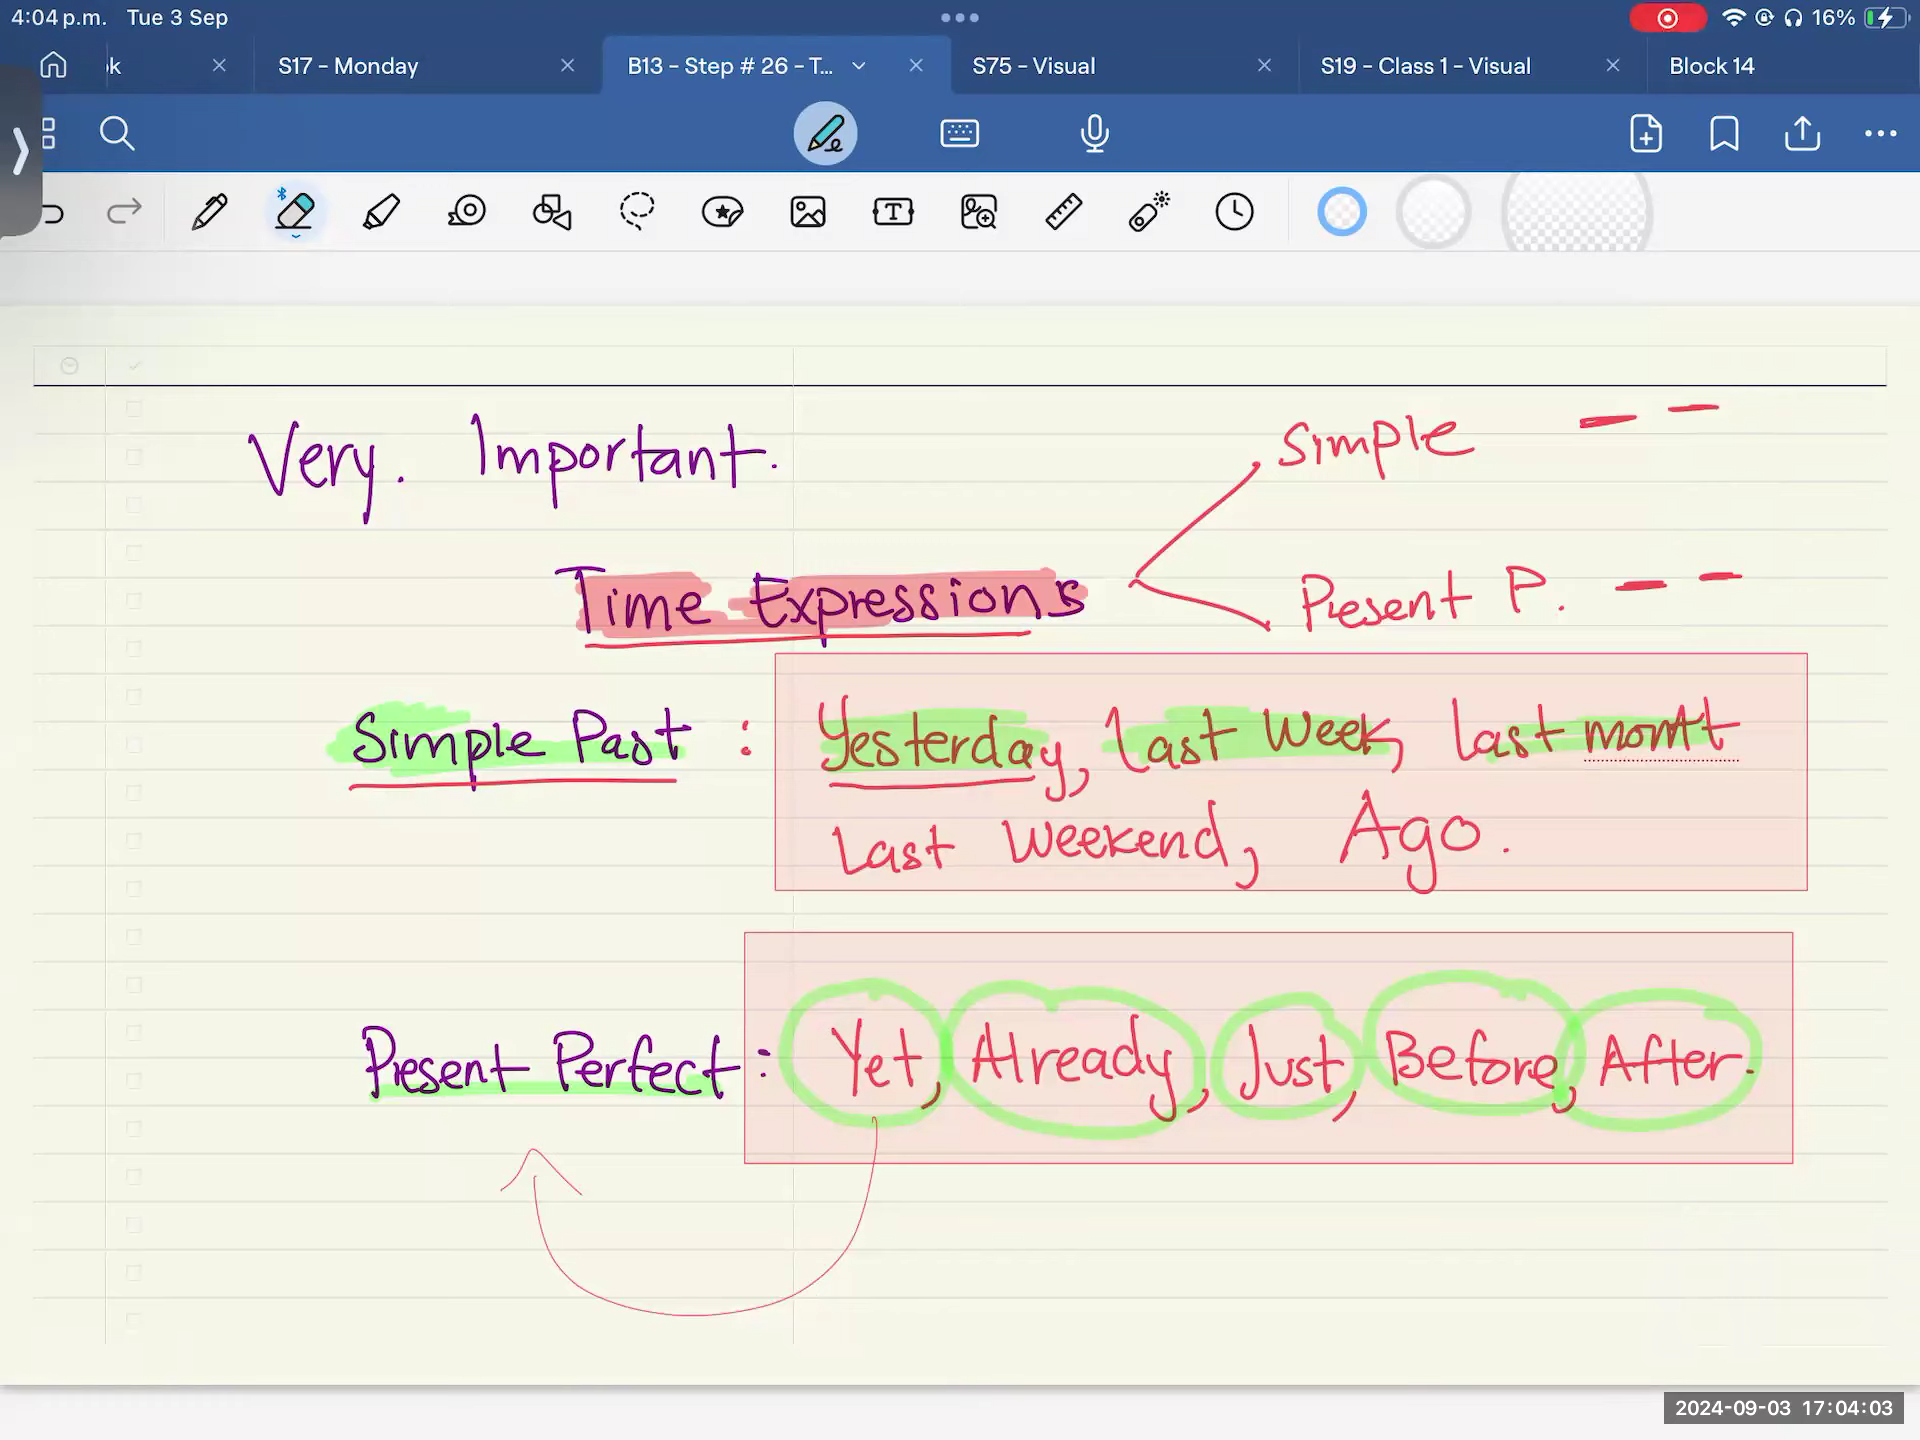 4:04 p.m. Tue 3 Sep
16%
ok
S17 - Monday
B13 - Step # 26 - T...
S75 - Visual
S19 - Class 1 - Visual
Block 14
Very. Important.
Simple
Time Expressions
Present P.
Simple Past : Yesterday, Last Week, Last
Last Weekend, Ago.
Present Perfect: Yet, Already, Just, Before, After.
2024-09-03 17:04:03